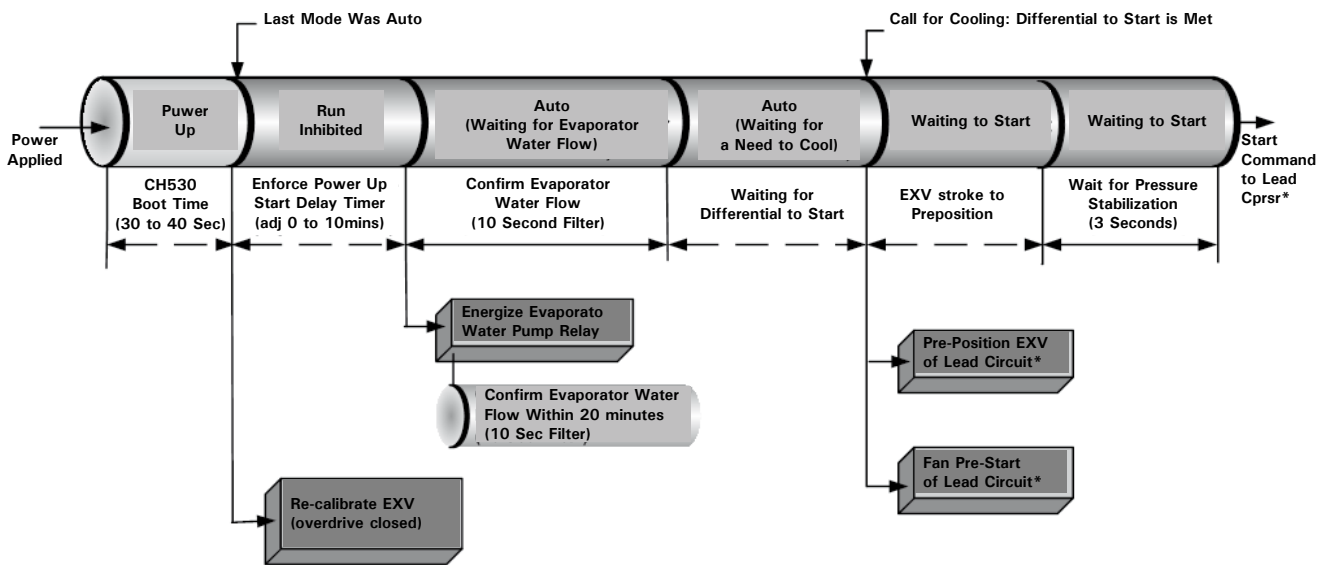 Last Mode Was Auto
Call for Cooling: Differential to Start is Met
Power
Applied
Puwer
Up
Run
Inhibited
Auto
(Waiting for Evaporator
Water Flow)
Auto
(Waiting for
a Need to Cool)
Waiting to Start
Waiting to Start
Start
Command
to Lead
Cprsr*
CH530
Boot Time
(30 to 40 Sec)
Enforce Power Up
Start Delay Timer
(adj 0 to 10mins)
Confirm Evaporator
Water Flow
(10 Second Filter)
Waiting for
Differential to Start
EXV stroke to
Preposition
Wait for Pressure
Stabilization
(3 Seconds)
Energize Evaporato
Water Pump Relay
Confirm Evaporator Water
Flow Within 20 minutes
(10 Sec Filter)
Pre-Position EXV
of Lead Circuit*
Fan Pre-Start
of Lead Circuit*
Re-calibrate EXV
(overdrive closed)